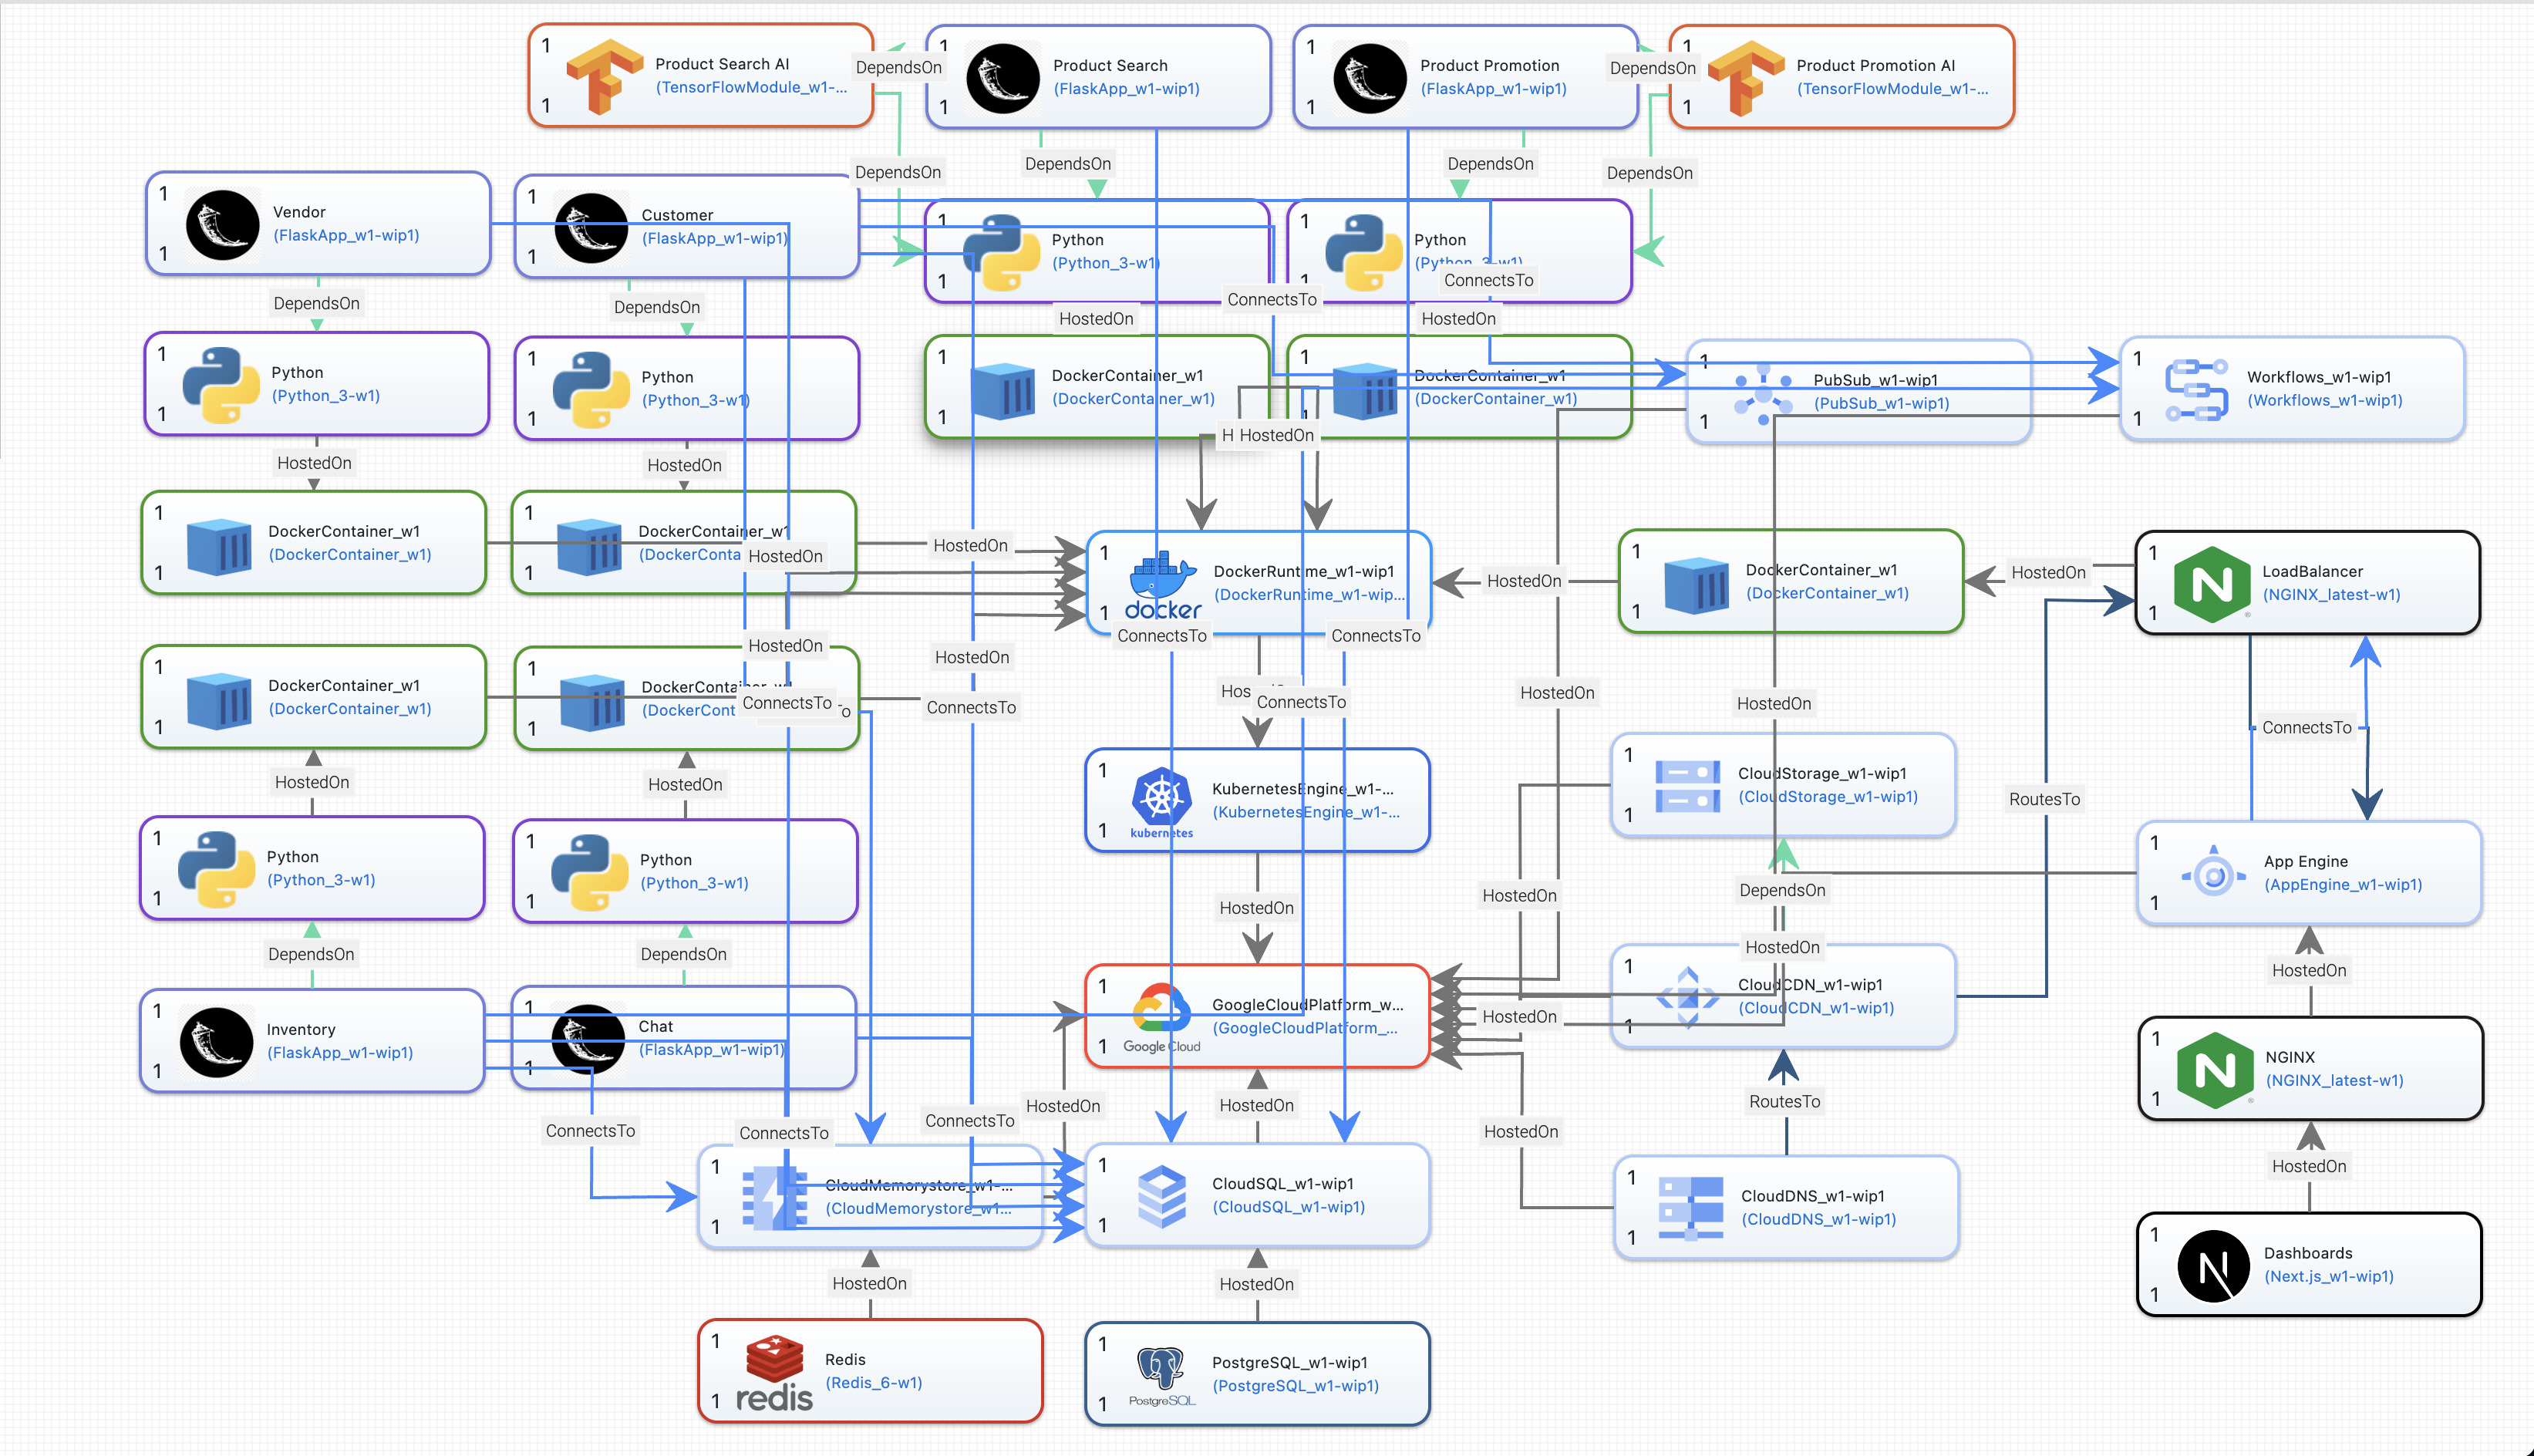 1
1
Product Search AI
(TensorFlowModule_w1-...
DependsOn
1
1
Product Search
(FlaskApp_w1-wip1)
1
1
Product Promotion
(FlaskApp_w1-wip1)
DependsOn
1
1
Product Promotion AI
(TensorFlowModule_w1-...
DependsOn
DependsOn
DependsOn
DependsOn
1
1
Vendor
(FlaskApp_w1-wip1)
1
1
Customer
(FlaskApp_w1-wip1)
1
1
Python
(Python_3-w1)
1
1
Python
(Python_3-w1)
ConnectsTo
ConnectsTo
DependsOn
DependsOn
HostedOn
HostedOn
1
1
Python
(Python_3-w1)
1
1
Python
(Python_3-w1)
1
1
DockerContainer_w1
(DockerContainer_w1)
1
1
DockerContainer_w1
(DockerContainer_w1)
1
1
PubSub_w1-wip1
(PubSub_w1-wip1)
1
1
Workflows_w1-wip1
(Workflows_w1-wip1)
H HostedOn
HostedOn
HostedOn
1
1
DockerContainer_w1
(DockerContainer_w1)
1
1
DockerContainer_w1
(DockerConta
HostedOn
HostedOn
1
1
docker
DockerRuntime_w1-wip1
(DockerRuntime_w1-wip...
HostedOn
1
1
DockerContainer_w1
(DockerContainer_w1)
HostedOn
1
1
LoadBalancer
(NGINX_latest-w1)
ConnectsTo
ConnectsTo
HostedOn
HostedOn
1
1
DockerContainer_w1
(DockerContainer_w1)
1
1
DockerContainer_w1
(DockerCont
ConnectsTo
To
ConnectsTo
Hos
ConnectsTo
HostedOn
HostedOn
ConnectsTo
HostedOn
HostedOn
1
1
kubernetes
KubernetesEngine_w1-...
(KubernetesEngine_w1-...
1
1
CloudStorage_w1-wip1
(CloudStorage_w1-wip1)
RoutesTo
1
1
Python
(Python_3-w1)
1
1
Python
(Python_3-w1)
HostedOn
HostedOn
DependsOn
1
1
App Engine
(AppEngine_w1-wip1)
DependsOn
DependsOn
HostedOn
HostedOn
1
1
Inventory
(FlaskApp_w1-wip1)
1
1
Chat
(FlaskApp_w1-wip1)
1
1
Google Cloud
GoogleCloudPlatform_w...
(GoogleCloudPlatform_...
HostedOn
1
1
CloudCDN_w1-wip1
(CloudCDN_w1-wip1)
1
1
NGINX
(NGINX_latest-w1)
ConnectsTo
ConnectsTo
ConnectsTo
HostedOn
HostedOn
HostedOn
RoutesTo
HostedOn
1
1
CloudMemorystore_w1-...
(CloudMemorystore_w1...
1
1
CloudSQL_w1-wip1
(CloudSQL_w1-wip1)
1
1
CloudDNS_w1-wip1
(CloudDNS_w1-wip1)
1
1
Dashboards
(Next.js_w1-wip1)
HostedOn
HostedOn
1
1
redis
Redis
(Redis_6-w1)
1
1
PostgreSQL
PostgreSQL_w1-wip1
(PostgreSQL_w1-wip1)